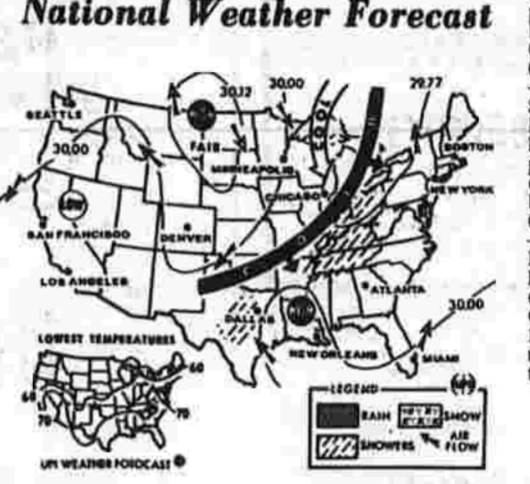 National Weather Forecast
30.12
30.00
29.77
SEATTLE
COOL
30.00
FAIR
BOSTON
MINNEAPOLIS
NEW YORK
CHICAGO
LOW
SAN FRANCISCO
DENVER
LOS ANGELES
ATLANTA
30.00
DALLAS
LOWEST TEMPERATURES
NEW ORLEANS
MIAMI
60
60
70
70
LEGEND
RAIN
SNOW
SHOWERS
AIR
FLOW
UPI WEATHER FOTOCAST ®